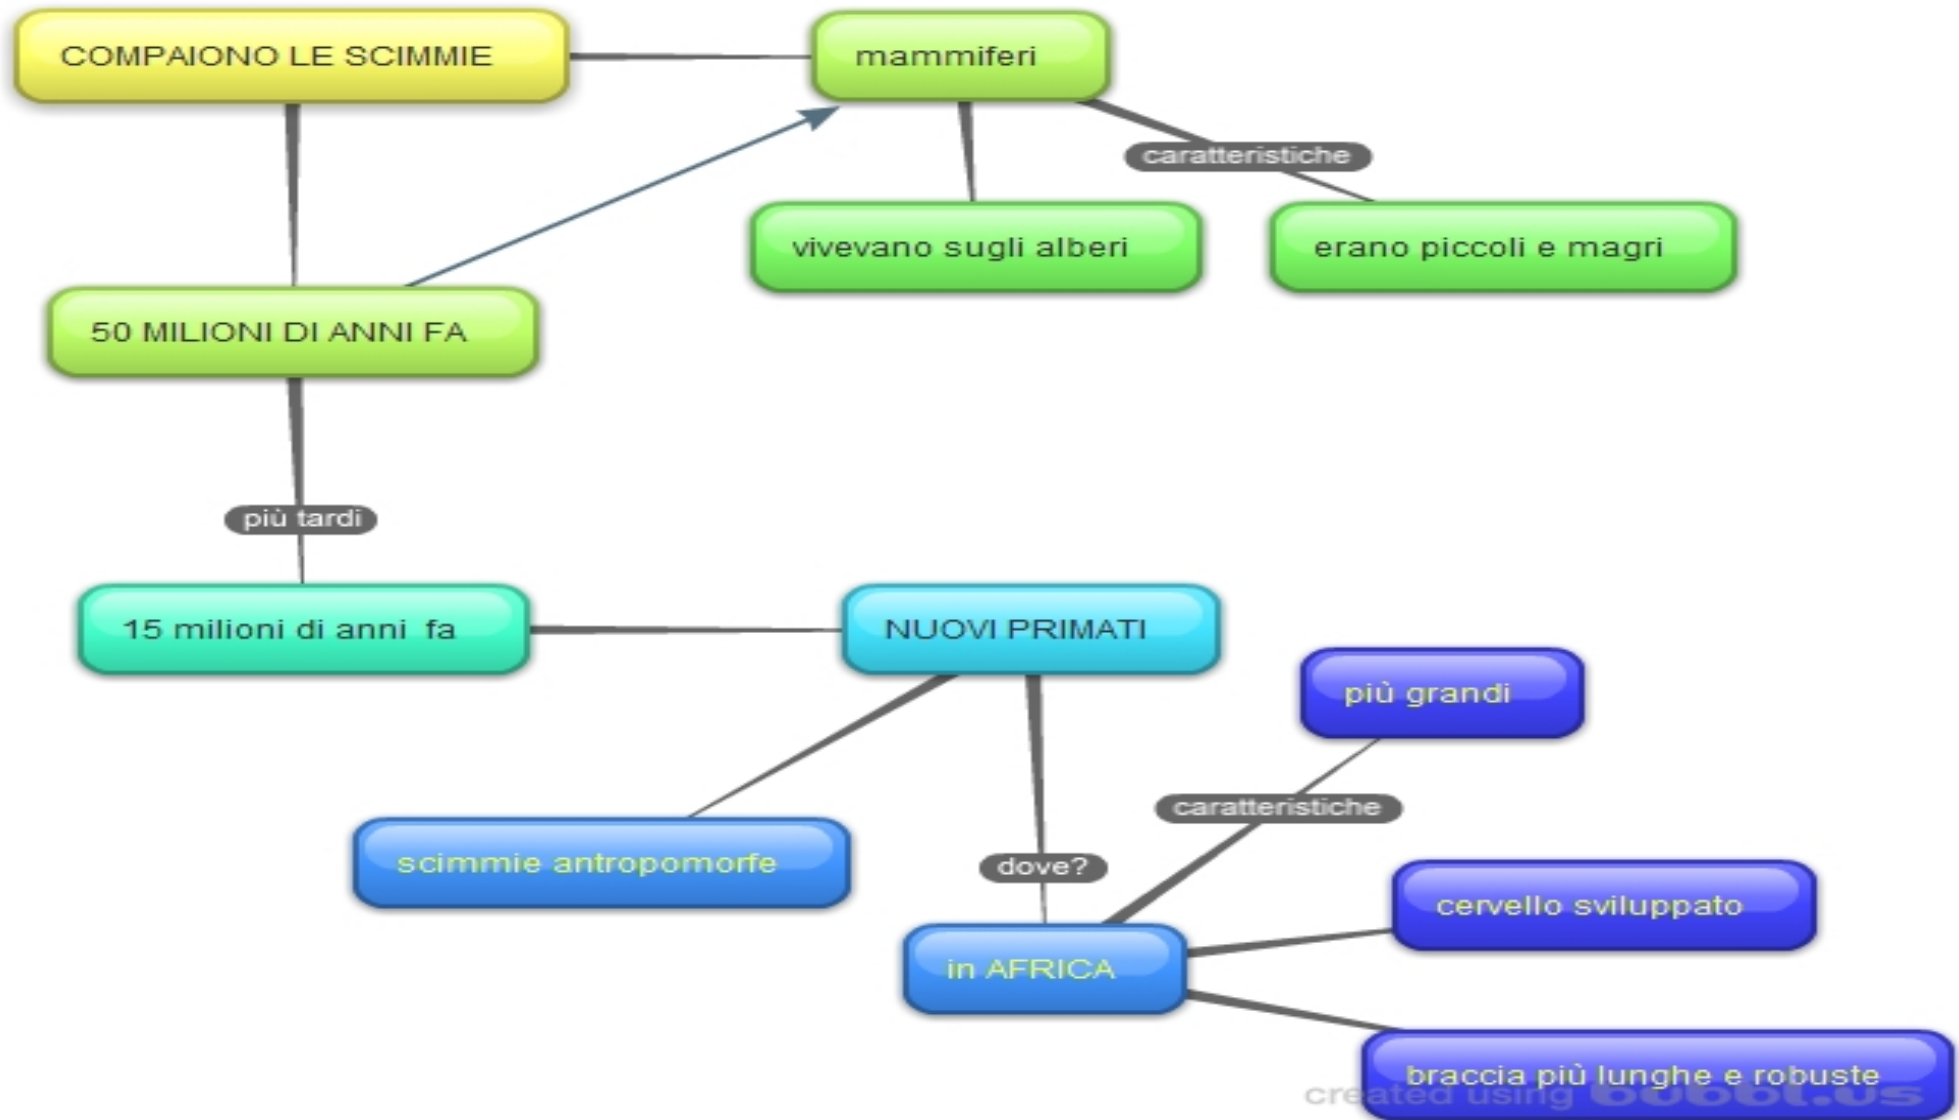 COMPAIONO LE SCIMMIE
mammiferi
caratteristiche
vivevano sugli alberi
erano piccoli e magri
50 MILIONI DI ANNI FA
più tardi
15 milioni di anni fa
NUOVI PRIMATI
più grandi
caratteristiche
scimmie antropomorfe
dove?
cervello sviluppato
in AFRICA
braccia più lunghe e robuste
created using bubbl.us